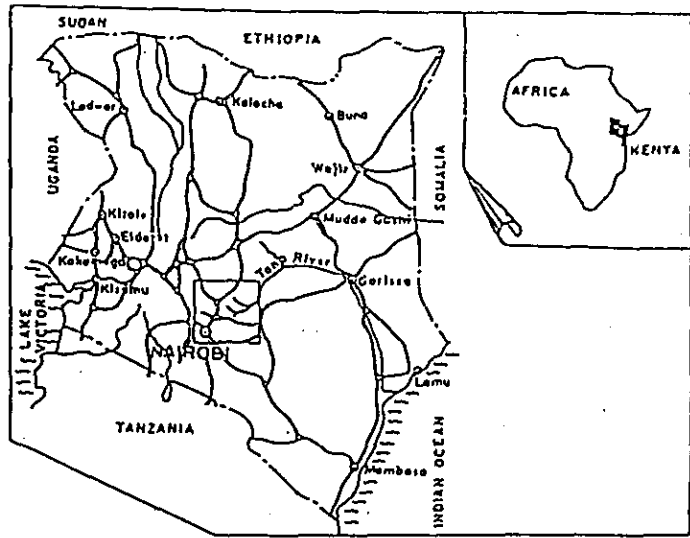 SUDAN
ETHIOPIA
Lodwar
Kalacha
Buna
UGANDA
Wajir
SOMALIA
Kitale
Mudda Gashi
Eldoret
Kakamega
Tana River
Kisumu
Garissa
LAKE
VICTORIA
NAIROBI
Lamu
TANZANIA
INDIAN OCEAN
Mombasa
AFRICA
KENYA